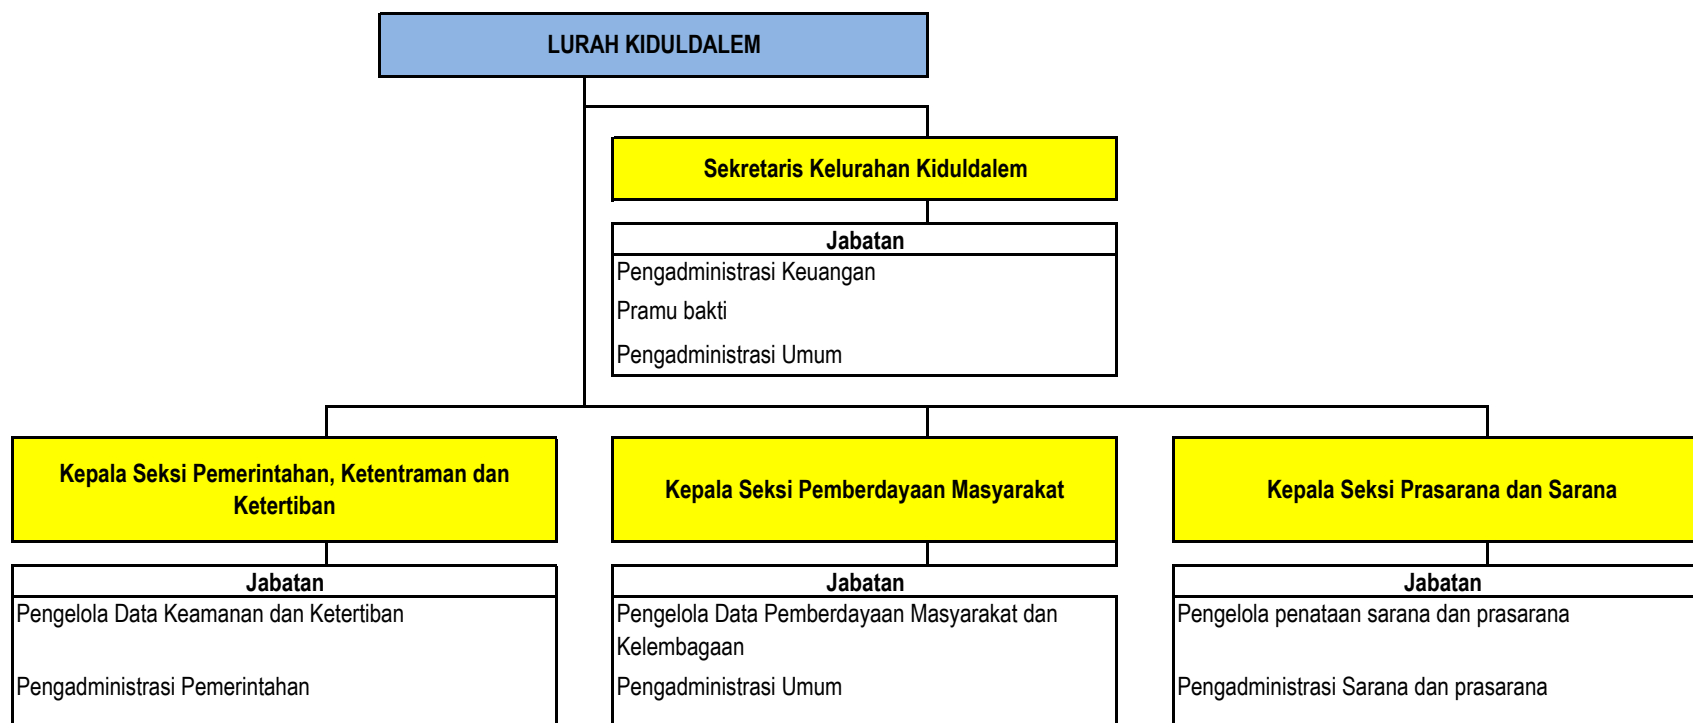 LURAH KIDULDALEM
Sekretaris Kelurahan Kiduldalem
Jabatan
Pengadministrasi Keuangan
Pramu bakti
Pengadministrasi Umum
Kepala Seksi Pemerintahan, Ketentraman dan
Ketertiban
Jabatan
Pengelola Data Keamanan dan Ketertiban
Pengadministrasi Pemerintahan
Kepala Seksi Pemberdayaan Masyarakat
Jabatan
Pengelola Data Pemberdayaan Masyarakat dan
Kelembagaan
Pengadministrasi Umum
Kepala Seksi Prasarana dan Sarana
Jabatan
Pengelola penataan sarana dan prasarana
Pengadministrasi Sarana dan prasarana